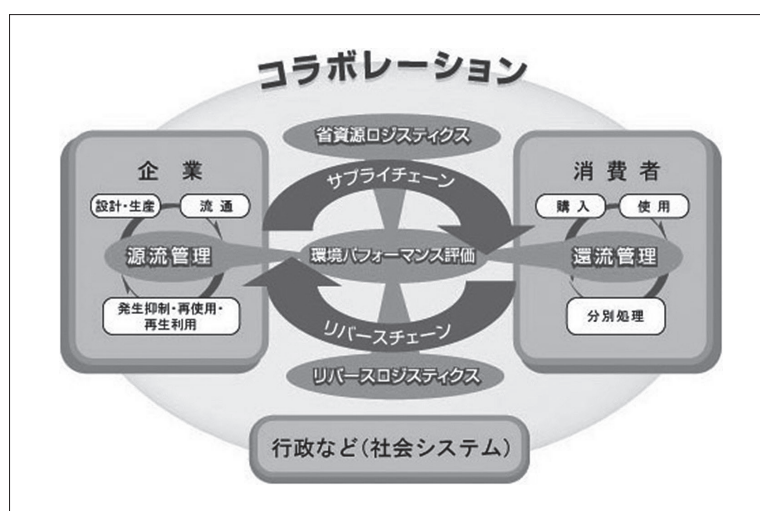 コラボレーション
省資源ロジスティクス
企業
設計・生産
流通
源流管理
発生抑制・再使用・
再生利用
サプライチェーン
環境パフォーマンス評価
リバースチェーン
リバースロジスティクス
消費者
購入
使用
還流管理
分別処理
行政など(社会システム)